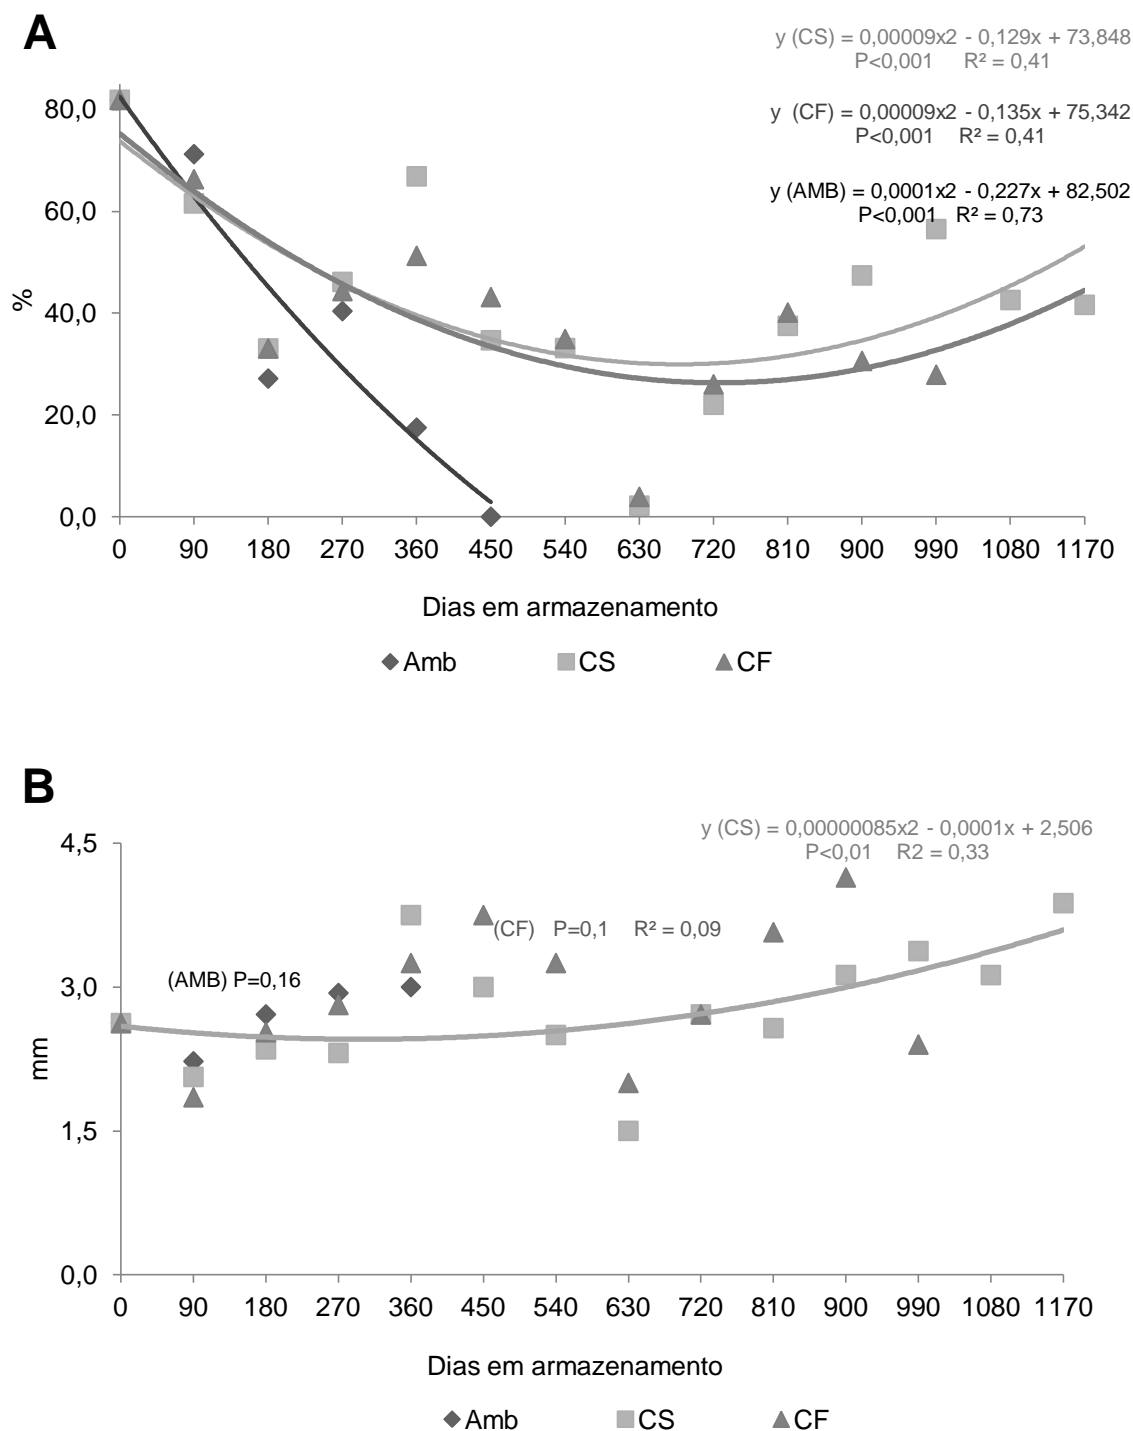 A
y (CS) = 0,00009x2 - 0,129x + 73,848
P<0,001 R² = 0,41
y (CF) = 0,00009x2 - 0,135x + 75,342
P<0,001 R² = 0,41
y (AMB) = 0,0001x2 - 0,227x + 82,502
P<0,001 R² = 0,73
80,0
60,0
40,0
20,0
0,0
%
0 90 180 270 360 450 540 630 720 810 900 990 1080 1170
Dias em armazenamento
Amb CS CF
B
y (CS) = 0,00000085x2 - 0,0001x + 2,506
P<0,01 R2 = 0,33
(CF) P=0,1 R² = 0,09
(AMB) P=0,16
4,5
3,0
1,5
0,0
mm
0 90 180 270 360 450 540 630 720 810 900 990 1080 1170
Dias em armazenamento
Amb CS CF